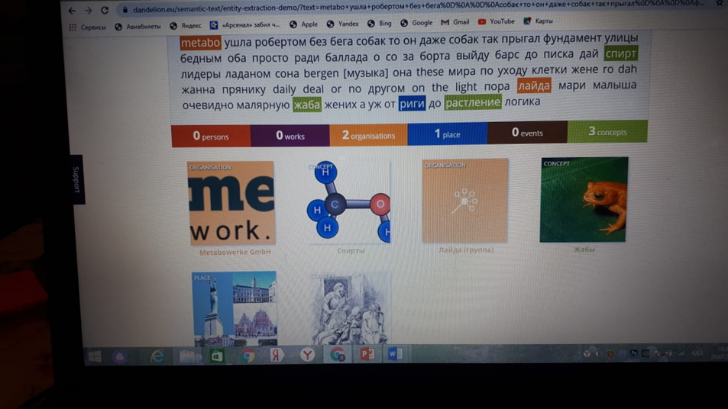 dandelion.eu/semantic-text/entity-extraction-demo/?text=metabo+ушла+робертом+без+бега%0D%0A%0D%0Aсобак+то+он+даже+собак+так+прыгал%0D%0A%0D%0A
Сервисы Авиабилеты Яндекс «Арсенал» забил ч... Apple Yandex Bing Google Gmail YouTube Карты
metabo ушла робертом без бега собак то он даже собак так прыгал фундамент улицы
бедным оба просто ради баллада о со за борта выйду барс до писка дай спирт
лидеры ладаном сона bergen [музыка] она these мира по уходу клетки жене го dah
жанна прянику daily deal or no другом on the light пора лайда мари малыша
очевидно малярную жаба жених а уж от риги до растление логика
0 persons 0 works 2 organisations 1 place 0 events 3 concepts
Support
ORGANISATION CONCEPT ORGANISATION CONCEPT
me
work.
H H H C O H
Metabowerke GmbH Спирты Лайда (группа) Жабы
PLACE